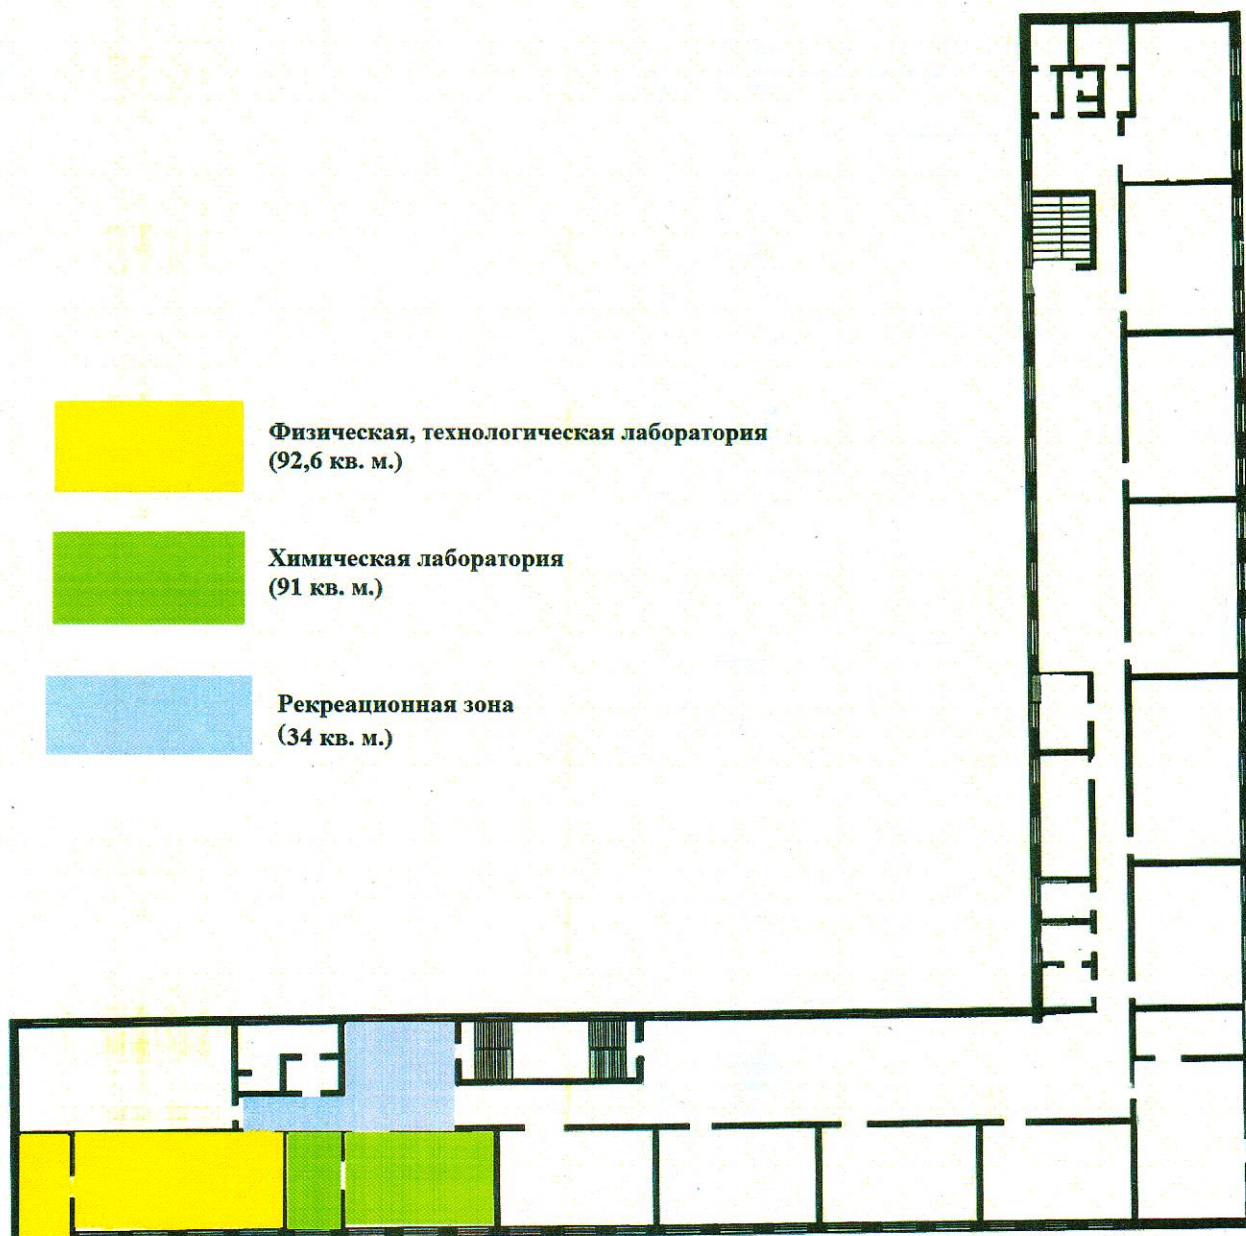 Физическая, технологическая лаборатория
(92,6 кв. м.)
Химическая лаборатория
(91 кв. м.)
Рекреационная зона
(34 кв. м.)